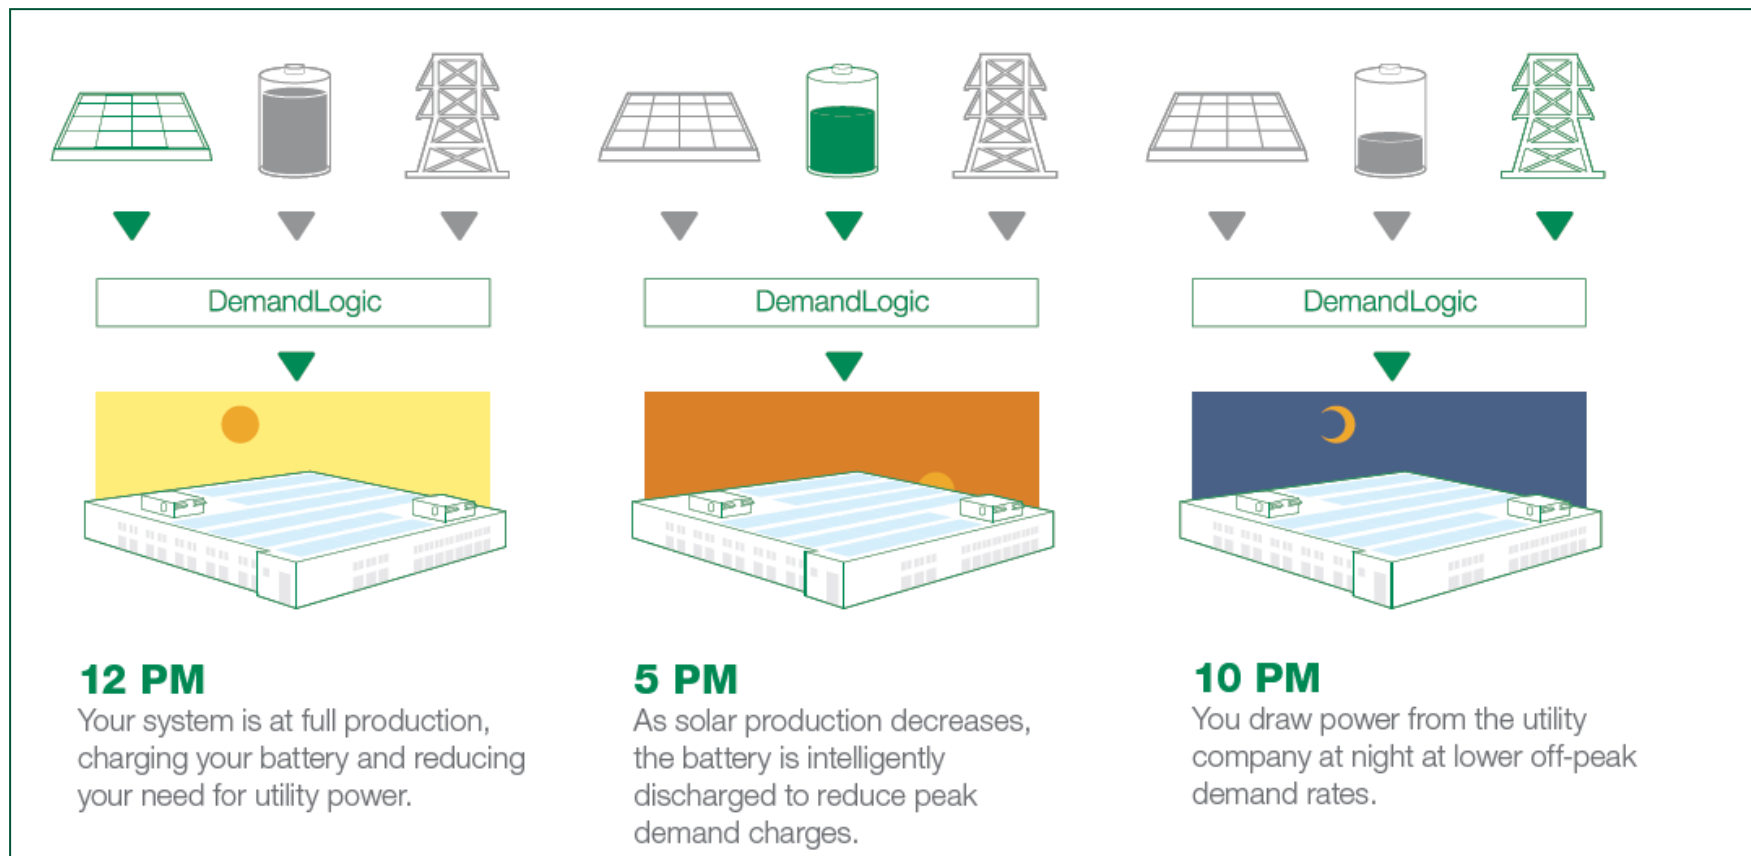 DemandLogic
DemandLogic
DemandLogic
12 PM
Your system is at full production,
charging your battery and reducing
your need for utility power.
5 PM
As solar production decreases,
the battery is intelligently
discharged to reduce peak
demand charges.
10 PM
You draw power from the utility
company at night at lower off-peak
demand rates.